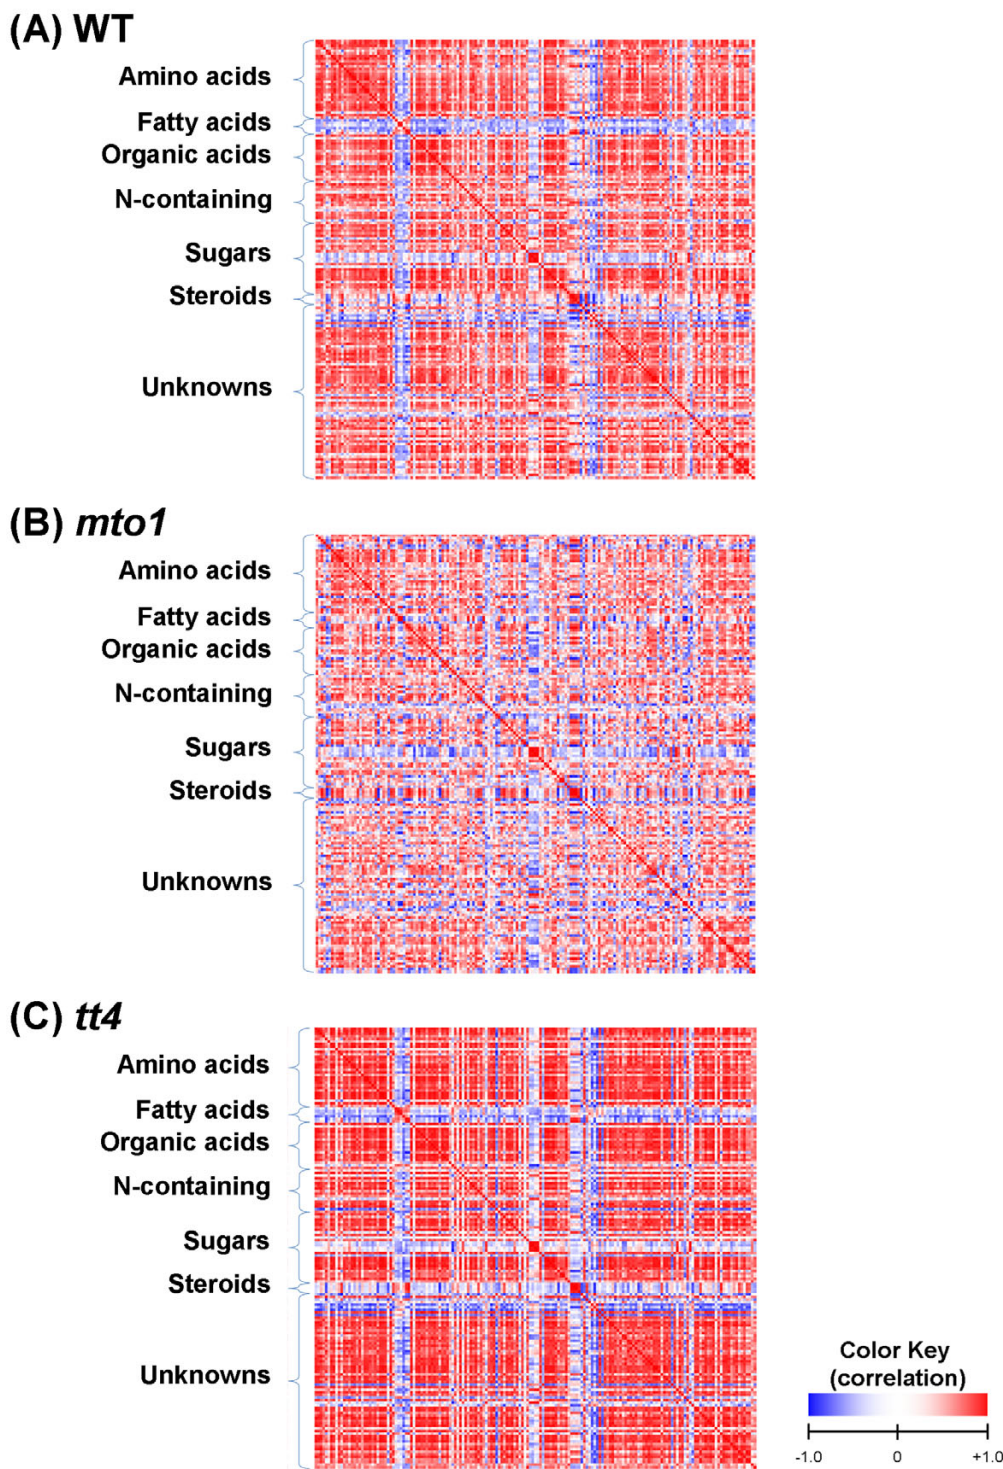 (A) WT
Amino acids
Fatty acids
Organic acids
N-containing
Sugars
Steroids
Unknowns
(B) mto1
Amino acids
Fatty acids
Organic acids
N-containing
Sugars
Steroids
Unknowns
(C) tt4
Amino acids
Fatty acids
Organic acids
N-containing
Sugars
Steroids
Unknowns
Color Key
(correlation)
-1.0 0 +1.0